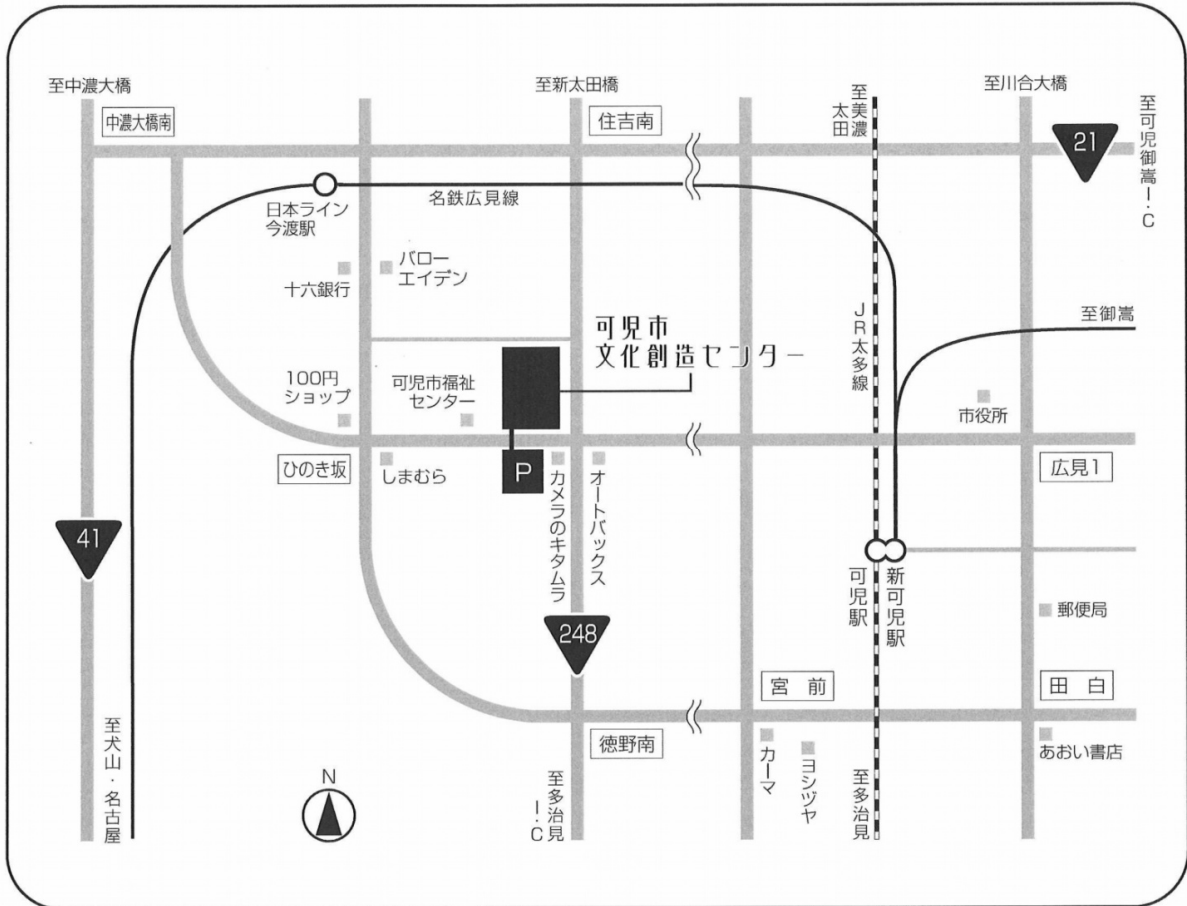 至中濃大橋
中濃大橋南
至新太田橋
住吉南
至美濃
太田
至川合大橋
21
至可児御嵩I・C
日本ライン
今渡駅
名鉄広見線
十六銀行
バロー
エイデン
JR太多線
至御嵩
可児市
文化創造センター
100円
ショップ
可児市福祉
センター
市役所
ひのき坂
しまむら
P
カメラのキタムラ
オートバックス
広見1
41
可児駅
新可児駅
郵便局
248
宮前
田白
徳野南
カーマ
ヨシヅヤ
あおい書店
至犬山・名古屋
N
至多治見
I・C
至多治見